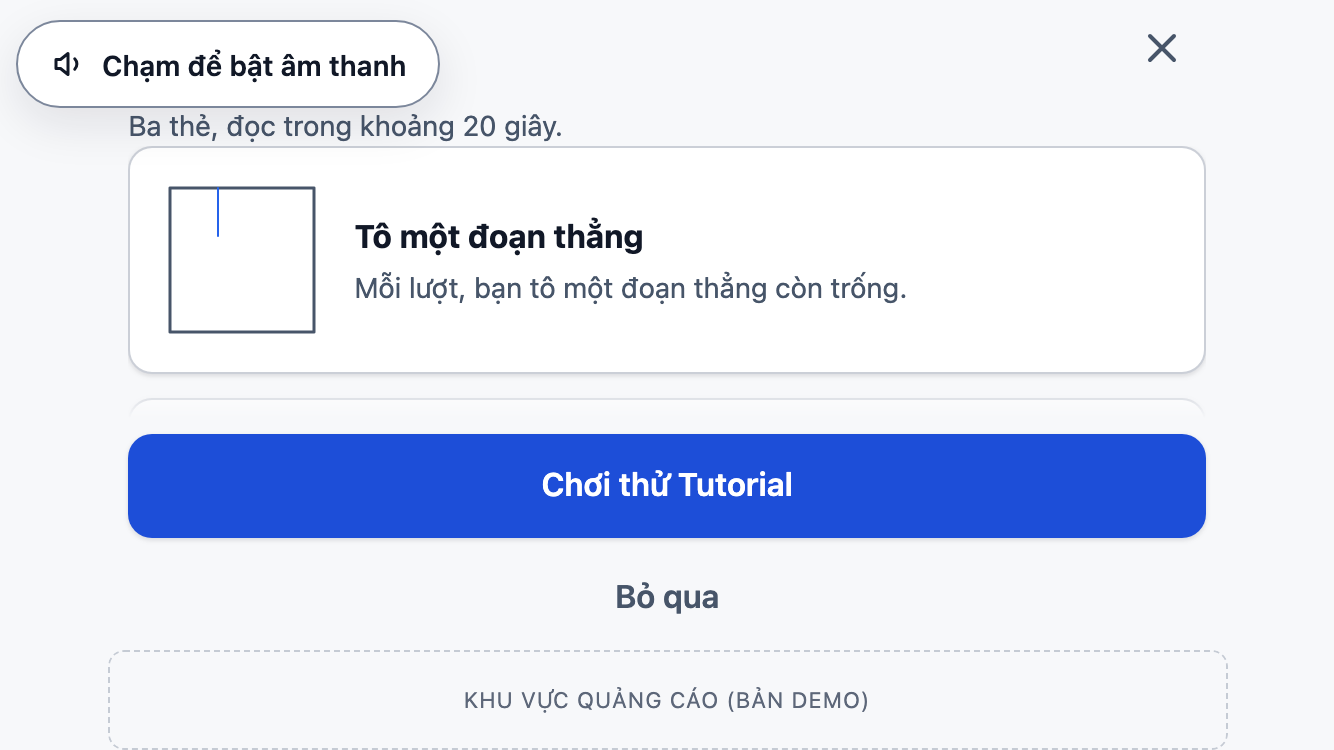 Chạm để bật âm thanh
Ba thẻ, đọc trong khoảng 20 giây.
Tô một đoạn thẳng
Mỗi lượt, bạn tô một đoạn thẳng còn trống.
Chơi thử Tutorial
Bỏ qua
KHU VỰC QUẢNG CÁO (BẢN DEMO)